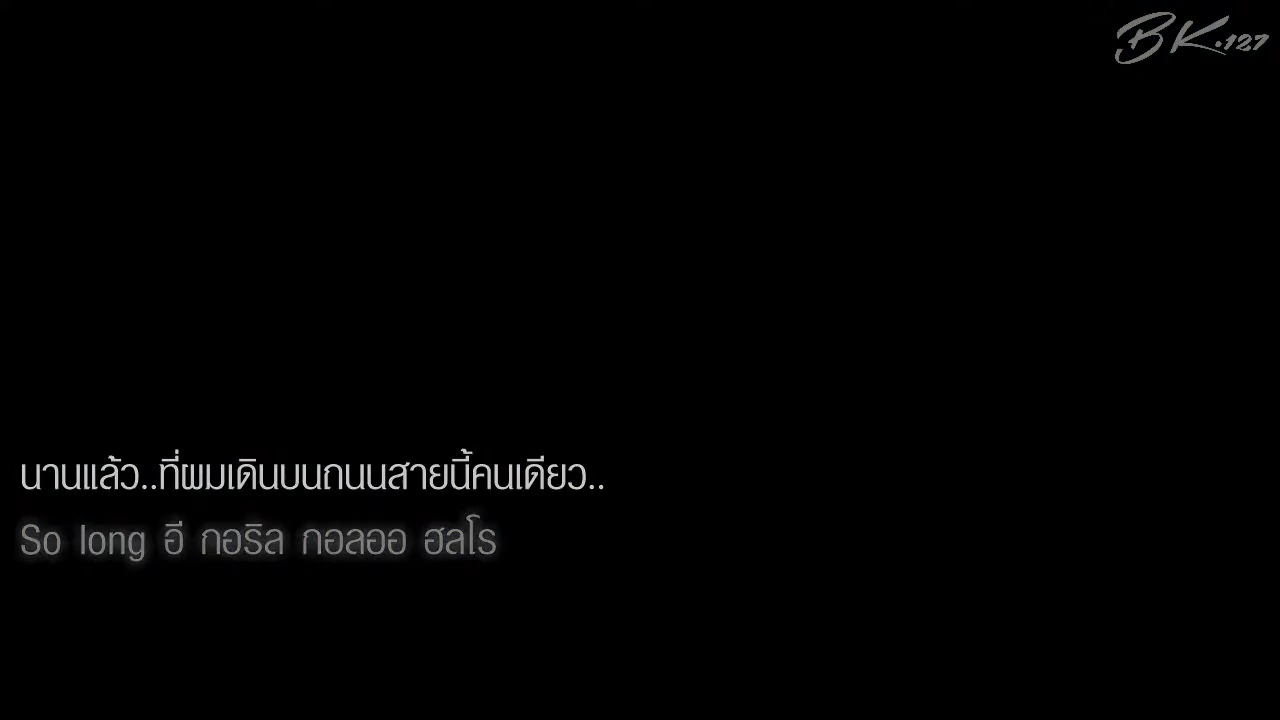 BK.127
นานแล้ว..ที่ผมเดินบนถนนสายนี้คนเดียว..
So long อี กอริล กอลออ ฮลโร